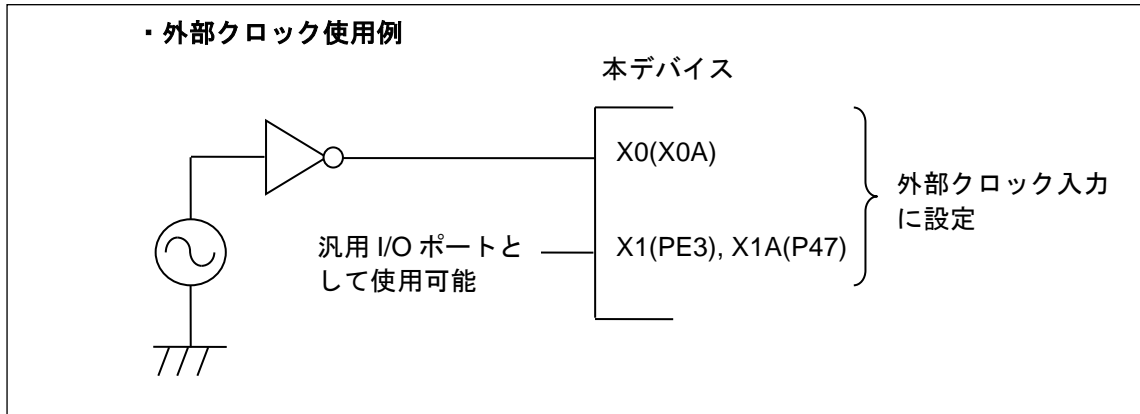 ・外部クロック使用例
本デバイス
X0(X0A)
外部クロック入力
に設定
汎用 I/O ポートと
して使用可能
X1(PE3), X1A(P47)